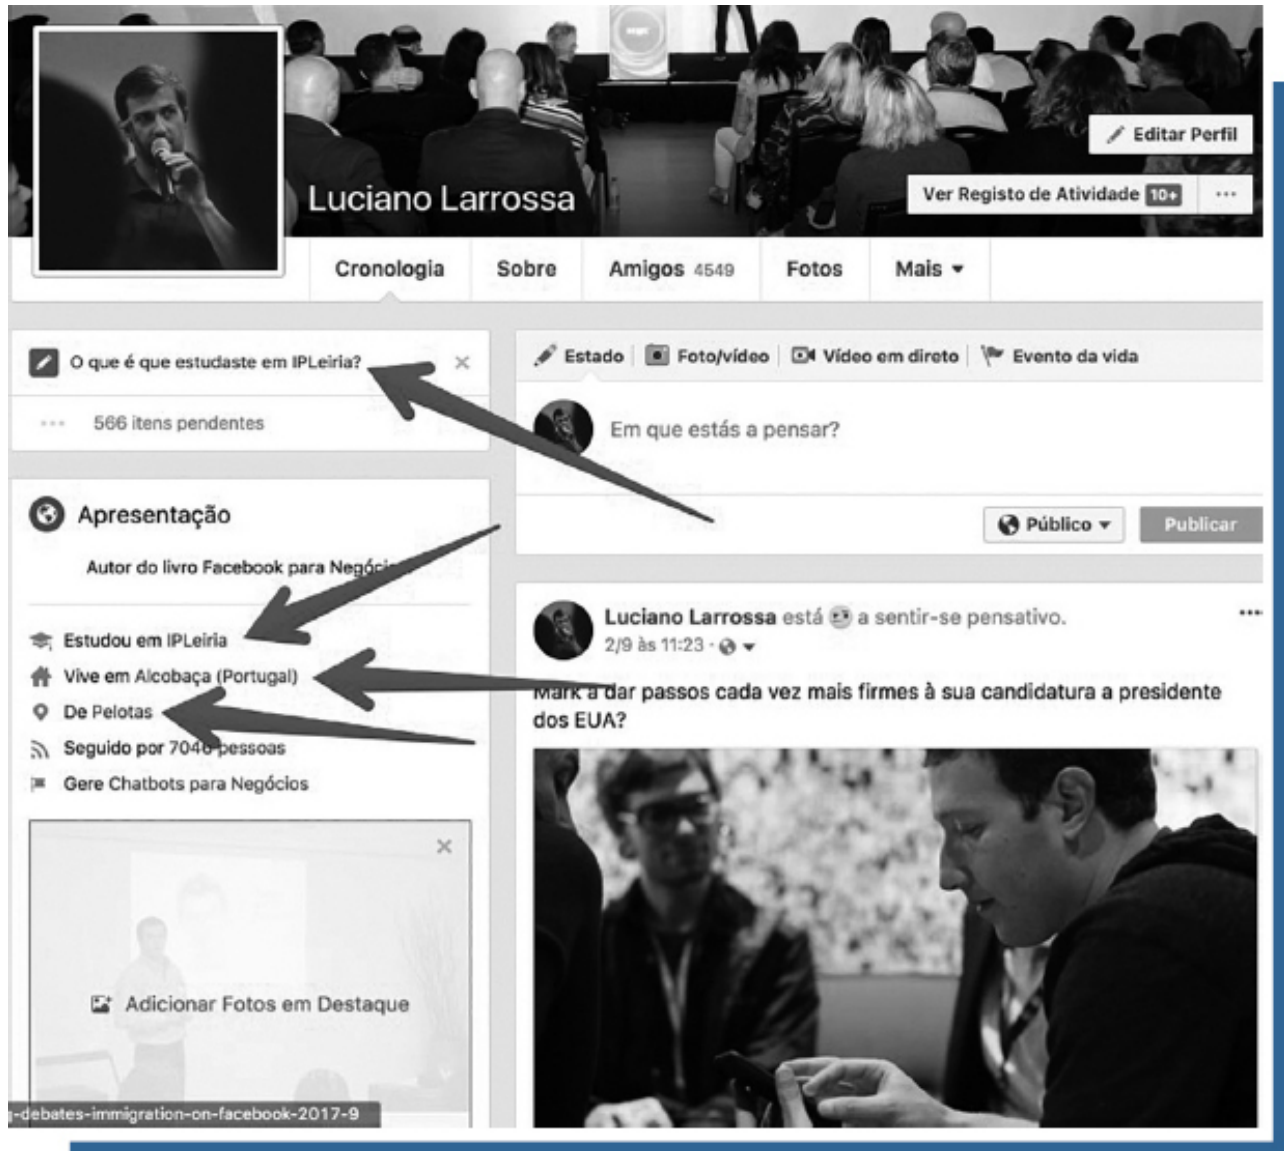 Luciano Larrossa
Editar Perfil
Ver Registo de Atividade 10+ ...
Cronologia Sobre Amigos 4549 Fotos Mais
O que é que estudaste em IPLeiria?
566 itens pendentes
Apresentação
Autor do livro Facebook para Negócios
Estudou em IPLeiria
Vive em Alcobaça (Portugal)
De Pelotas
Seguido por 7046 pessoas
Gere Chatbots para Negócios
Adicionar Fotos em Destaque
-debates-immigration-on-facebook-2017-9
Estado Foto/vídeo Vídeo em direto Evento da vida
Em que estás a pensar?
Público Publicar
Luciano Larrossa está a sentir-se pensativo.
2/9 às 11:23
Mark a dar passos cada vez mais firmes à sua candidatura a presidente
dos EUA?